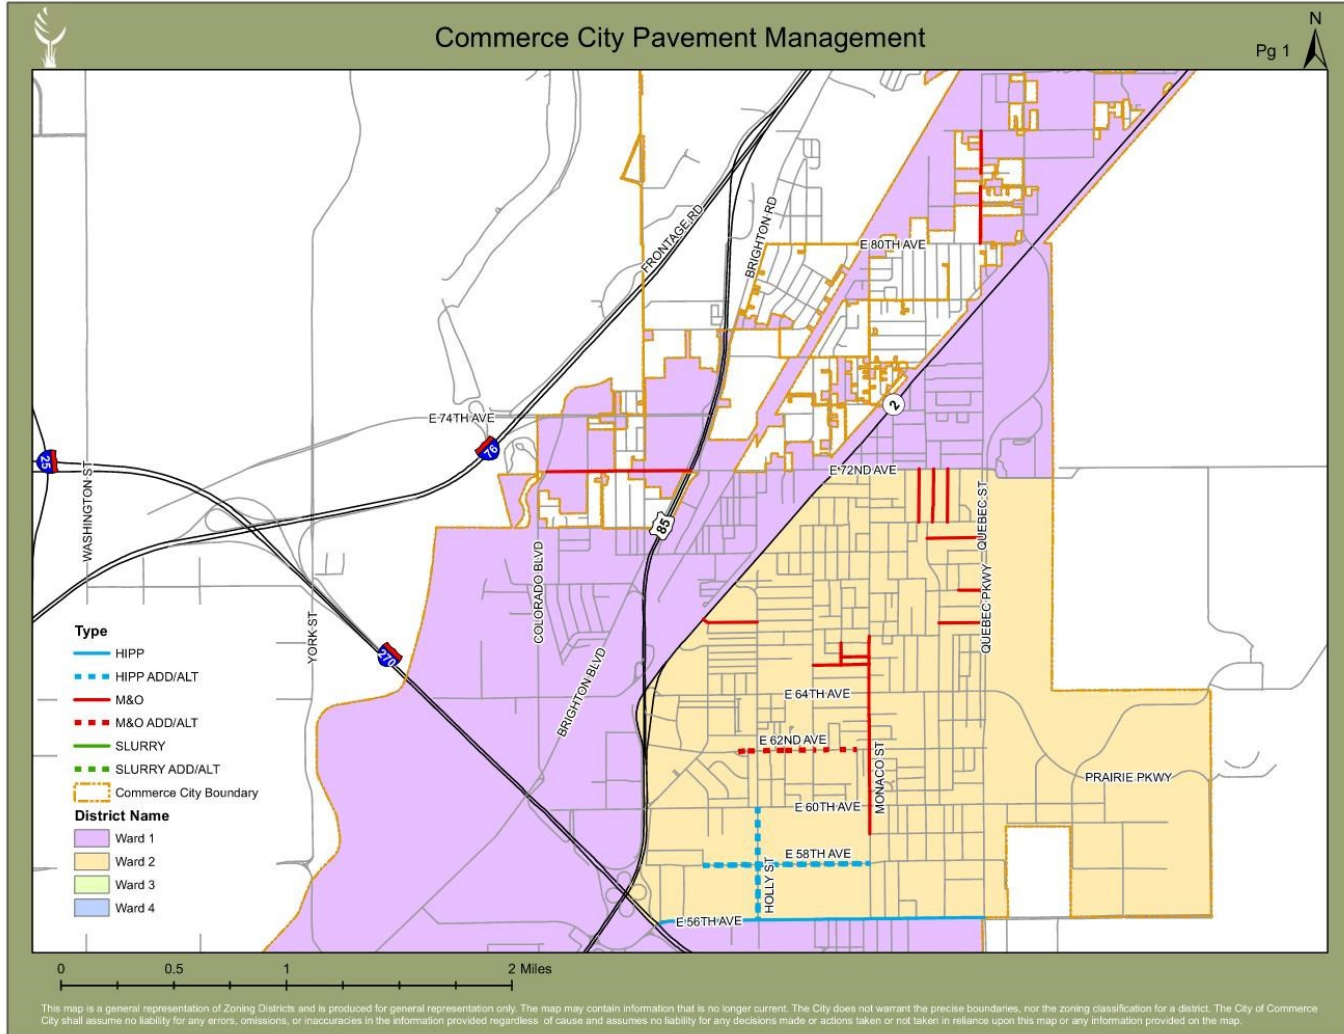 Commerce City Pavement Management
N
Pg 1
FRONTAGE RD
BRIGHTON RD
E 80TH AVE
2
E 74TH AVE
76
25
WASHINGTON ST
E 72ND AVE
QUEBEC ST
85
COLORADO BLVD
QUEBEC PKWY
YORK ST
270
BRIGHTON BLVD
E 64TH AVE
E 62ND AVE
MONACO ST
PRAIRIE PKWY
E 60TH AVE
E 58TH AVE
HOLLY ST
E 56TH AVE
Type
HIPP
HIPP ADD/ALT
M&O
M&O ADD/ALT
SLURRY
SLURRY ADD/ALT
Commerce City Boundary
District Name
Ward 1
Ward 2
Ward 3
Ward 4
0 0.5 1 2 Miles
This map is a general representation of Zoning Districts and is produced for general representation only. The map may contain information that is no longer current. The City does not warrant the precise boundaries, nor the zoning classification for a district. The City of Commerce
City shall assume no liability for any errors, omissions, or inaccuracies in the information provided regardless of cause and assumes no liability for any decisions made or actions taken or not taken in reliance upon this map or any information provided on the map.